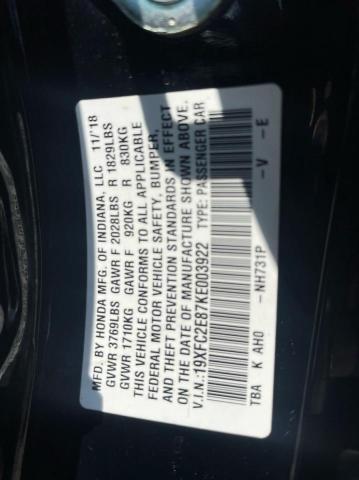 MFD. BY HONDA MFG. OF INDIANA, LLC 11/'18
GVWR 3769LBS GAWR F 2028LBS R 1829LBS
GVWR 1710KG GAWR F 920KG R 830KG
THIS VEHICLE CONFORMS TO ALL APPLICABLE
FEDERAL MOTOR VEHICLE SAFETY, BUMPER,
AND THEFT PREVENTION STANDARDS IN EFFECT
ON THE DATE OF MANUFACTURE SHOWN ABOVE.
V.I.N.:19XFC2E87KE003922 TYPE: PASSENGER CAR
-NH731P -V -E
TBA K AH0